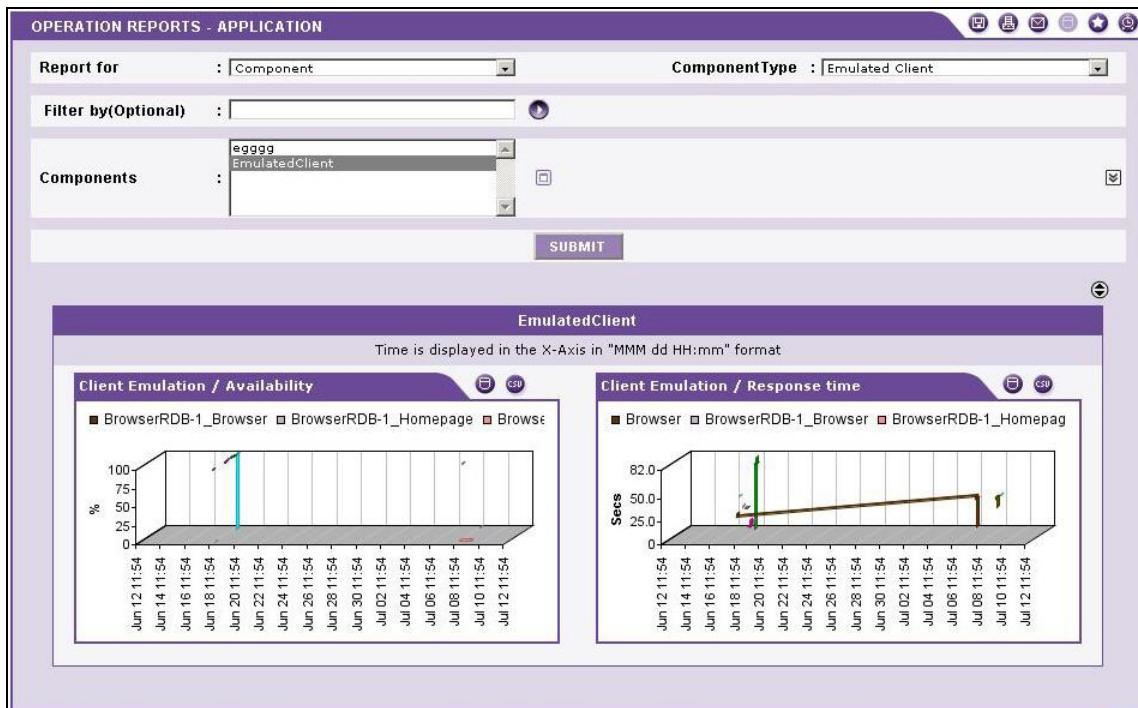 OPERATION REPORTS - APPLICATION
Report for : Component ComponentType : Emulated Client
Filter by(Optional) :
egggg
EmulatedClient
Components :
SUBMIT
EmulatedClient
Time is displayed in the X-Axis in "MMM dd HH:mm" format
Client Emulation / Availability CSV
BrowserRDB-1_Browser BrowserRDB-1_Homepage Browse
100
75
50
25
0
%
Jun 12 11:54
Jun 14 11:54
Jun 16 11:54
Jun 18 11:54
Jun 20 11:54
Jun 22 11:54
Jun 24 11:54
Jun 26 11:54
Jun 28 11:54
Jun 30 11:54
Jul 02 11:54
Jul 04 11:54
Jul 06 11:54
Jul 08 11:54
Jul 10 11:54
Jul 12 11:54
Client Emulation / Response time CSV
Browser BrowserRDB-1_Browser BrowserRDB-1_Homepag
82.0
50.0
25.0
0
Secs
Jun 12 11:54
Jun 14 11:54
Jun 16 11:54
Jun 18 11:54
Jun 20 11:54
Jun 22 11:54
Jun 24 11:54
Jun 26 11:54
Jun 28 11:54
Jun 30 11:54
Jul 02 11:54
Jul 04 11:54
Jul 06 11:54
Jul 08 11:54
Jul 10 11:54
Jul 12 11:54